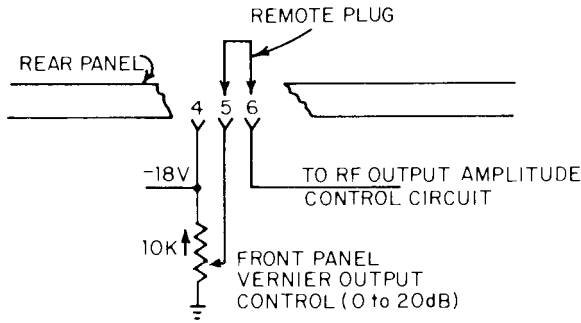 REMOTE PLUG
REAR PANEL
4 5 6
-18V
TO RF OUTPUT AMPLITUDE
CONTROL CIRCUIT
10K
FRONT PANEL
VERNIER OUTPUT
CONTROL (0 to 20dB)